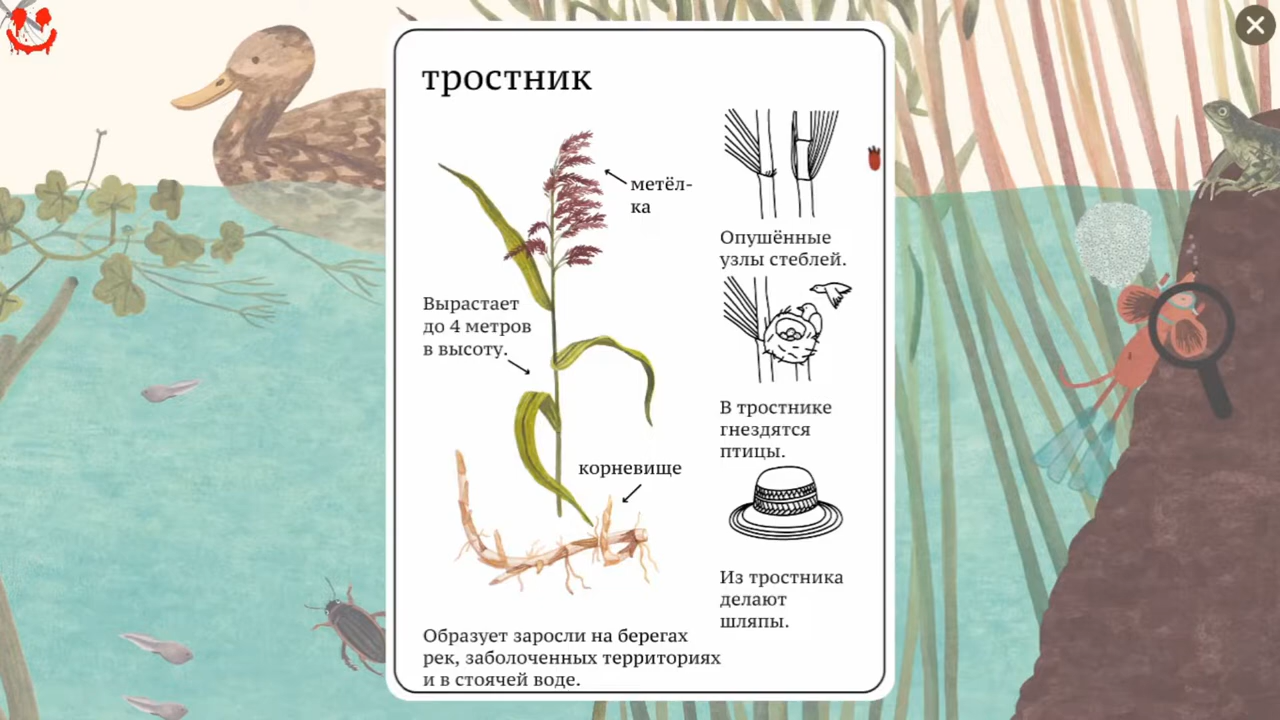 тростник
метёл-
ка
Опушённые
узлы стеблей.
Вырастает
до 4 метров
в высоту.
В тростнике
гнездятся
птицы.
корневище
Из тростника
делают
шляпы.
Образует заросли на берегах
рек, заболоченных территориях
и в стоячей воде.